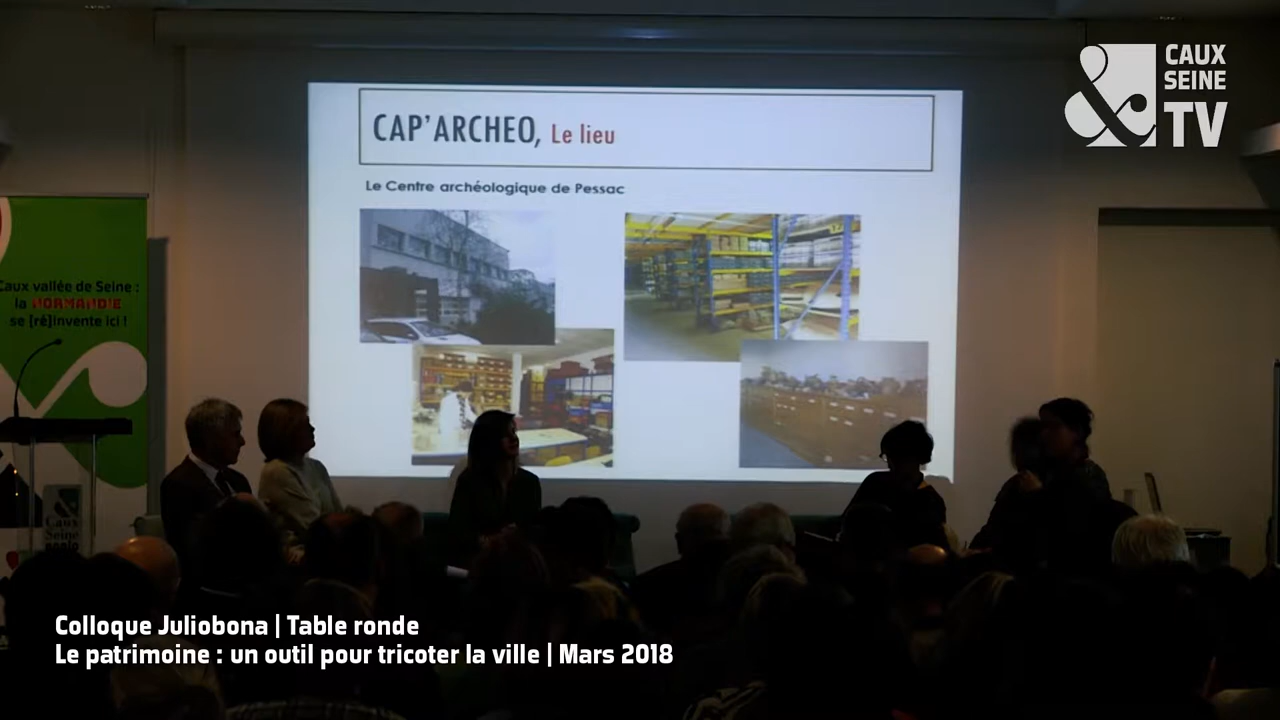 CAUX
SEINE
TV
CAP'ARCHEO, Le lieu
Le Centre archéologique de Pessac
Caux vallée de Seine :
la NORMANDIE
se [ré]invente ici !
Caux
Seine
agglo
Colloque Juliobona | Table ronde
Le patrimoine : un outil pour tricoter la ville | Mars 2018